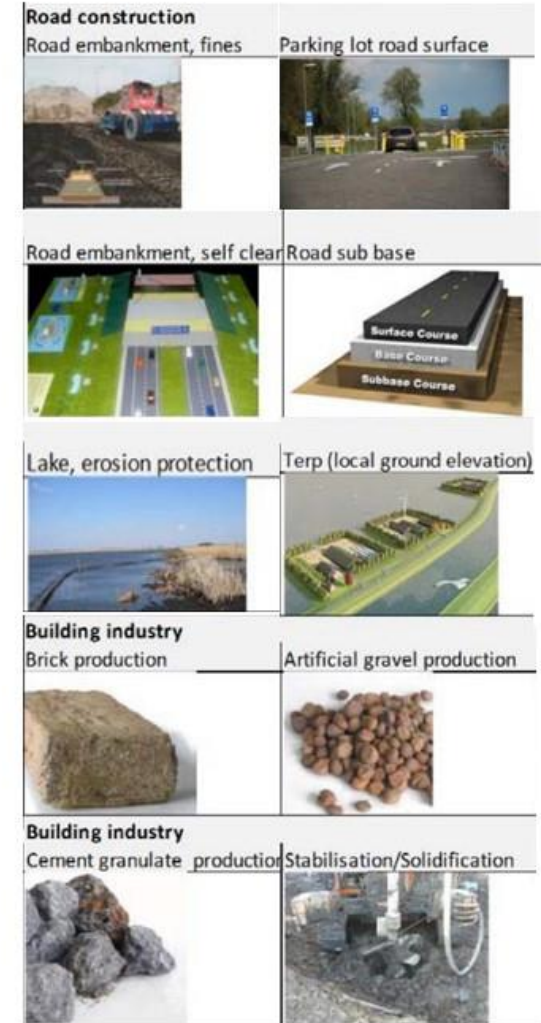 Road construction
Road embankment, fines
Parking lot road surface
Road embankment, self clear
Road sub base
Surface Course
Base Course
Subbase Course
Lake, erosion protection
Terp (local ground elevation)
Building industry
Brick production
Artificial gravel production
Building industry
Cement granulate production
Stabilisation/Solidification